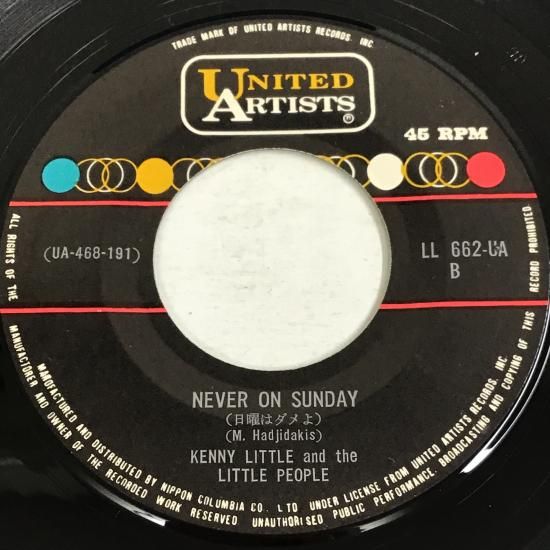 TRADE MARK OF UNITED ARTISTS RECORDS. INC.
UNITED
ARTISTS
®
45 RPM
(UA-468-191)
LL 662-UA
B
NEVER ON SUNDAY
(日曜はダメよ)
(M. Hadjidakis)
KENNY LITTLE and the
LITTLE PEOPLE
ALL RIGHTS OF THE MANUFACTURER AND OWNER OF THE RECORDED WORK RESERVED
MANUFACTURED AND DISTRIBUTED BY NIPPON COLUMBIA CO. LTD UNDER LICENSE FROM UNITED ARTISTS RECORDS, INC.
UNAUTHORISED PUBLIC PERFORMANCE, BROADCASTING AND COPYING OF THIS RECORD PROHIBITED.